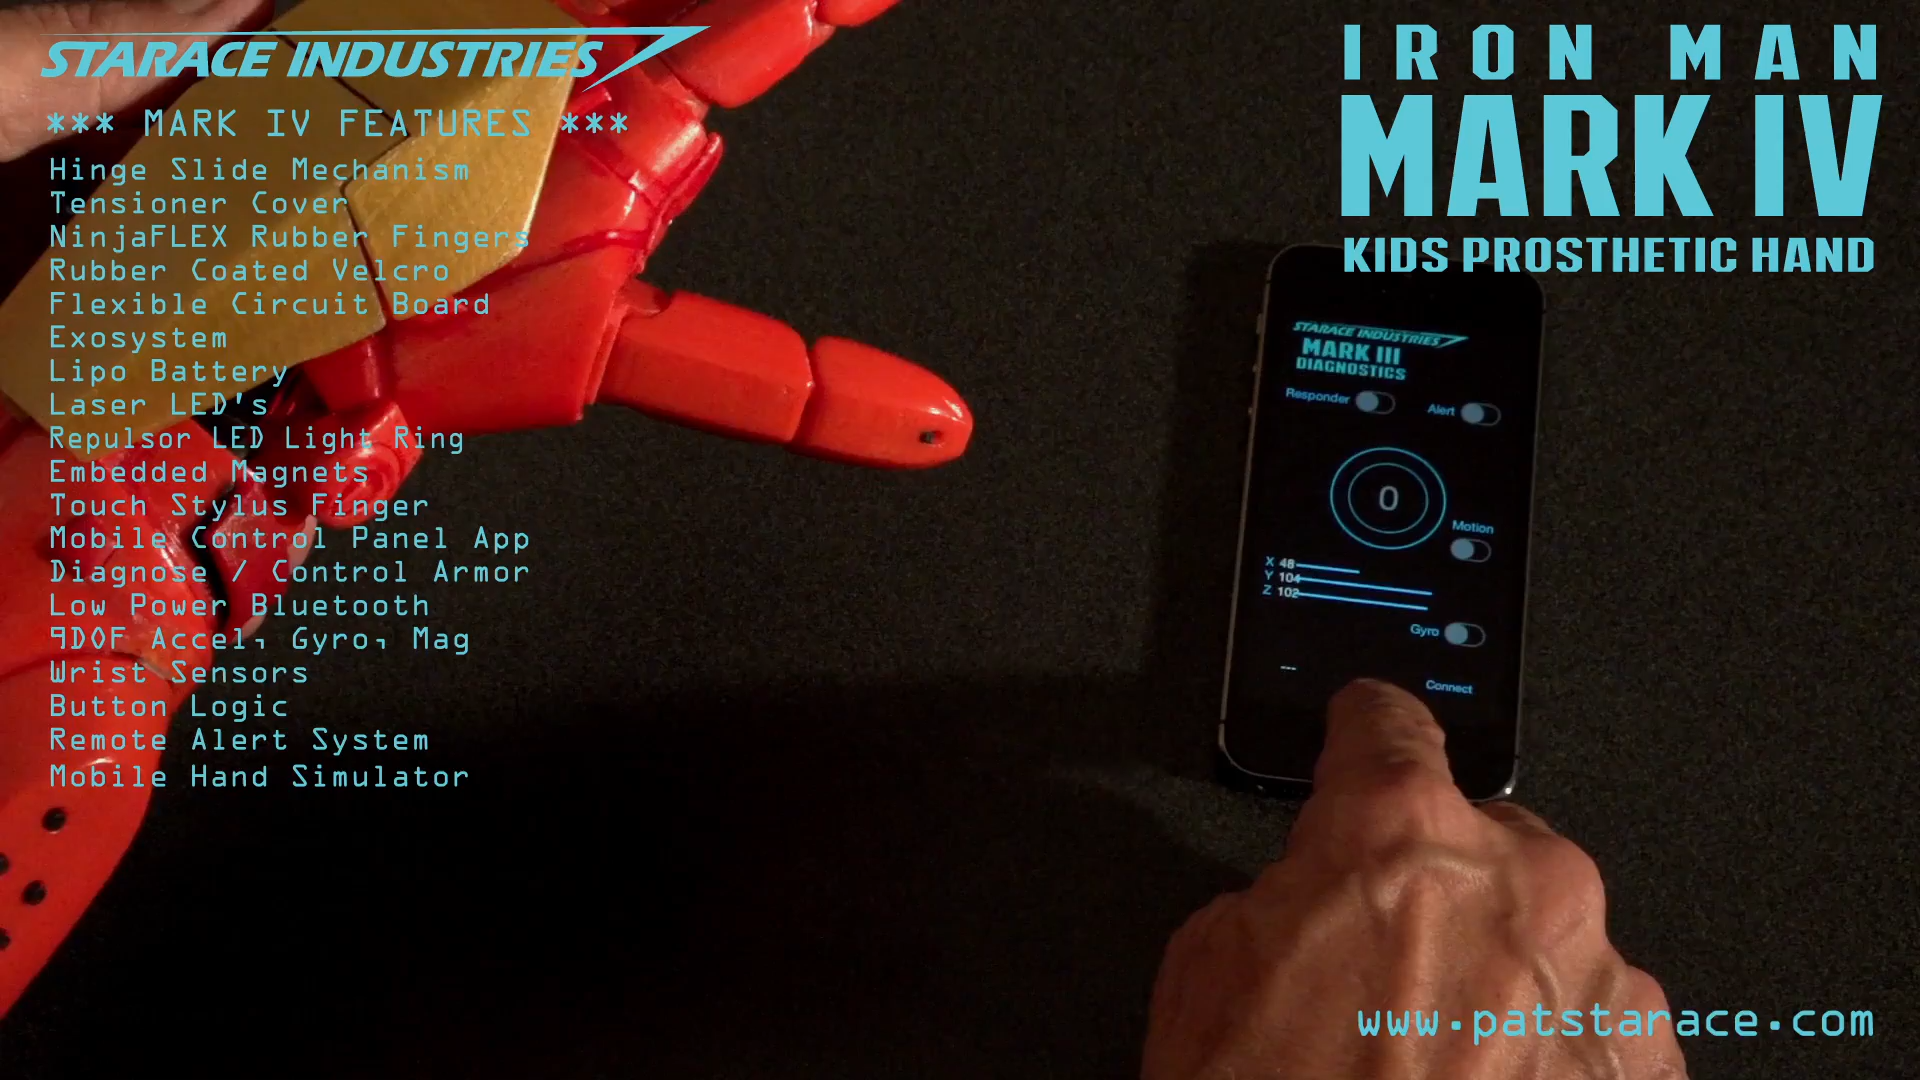 STARACE INDUSTRIES
*** MARK IV FEATURES ***
Hinge Slide Mechanism
Tensioner Cover
NinjaFLEX Rubber Fingers
Rubber Coated Velcro
Flexible Circuit Board
Exosystem
Lipo Battery
Laser LED's
Repulsor LED Light Ring
Embedded Magnets
Touch Stylus Finger
Mobile Control Panel App
Diagnose / Control Armor
Low Power Bluetooth
9DOF Accel, Gyro, Mag
Wrist Sensors
Button Logic
Remote Alert System
Mobile Hand Simulator
IRON MAN
MARK IV
KIDS PROSTHETIC HAND
STARACE INDUSTRIES
MARK III
DIAGNOSTICS
Responder Alert
0
Motion
X 48
Y 104
Z 102
Gyro
---
Connect
www.patstarace.com